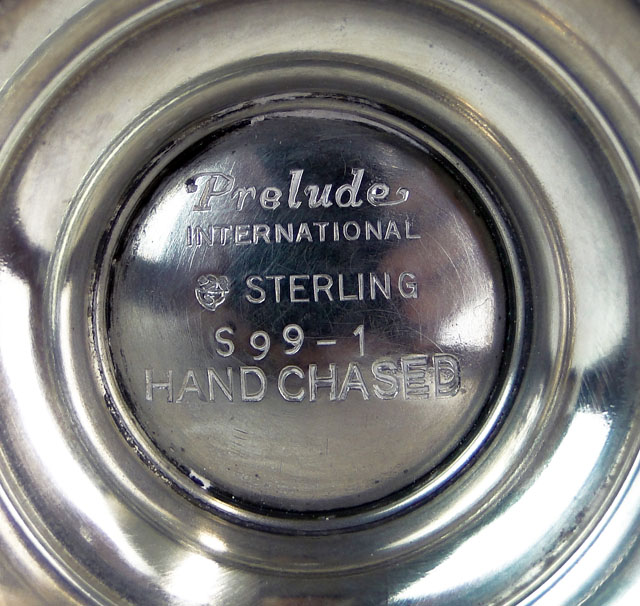 Prelude
INTERNATIONAL
STERLING
S99-1
HAND CHASED